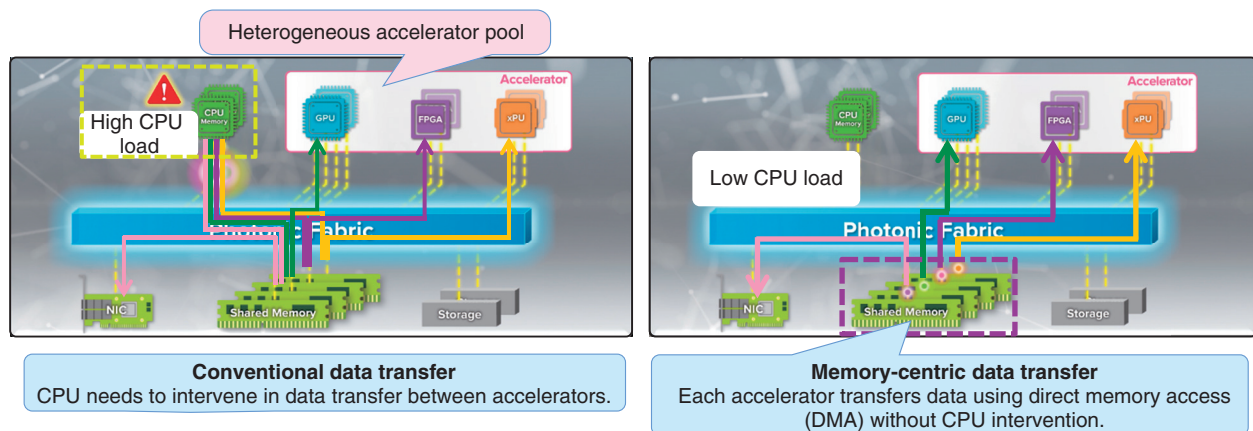 Heterogeneous accelerator pool
Accelerator
High CPU
load
CPU
Memory
GPU
FPGA
xPU
Photonic Fabric
NIC
Shared Memory
Storage
Conventional data transfer
CPU needs to intervene in data transfer between accelerators.
Accelerator
CPU
Memory
GPU
FPGA
xPU
Low CPU load
Photonic Fabric
NIC
Shared Memory
Storage
Memory-centric data transfer
Each accelerator transfers data using direct memory access
(DMA) without CPU intervention.